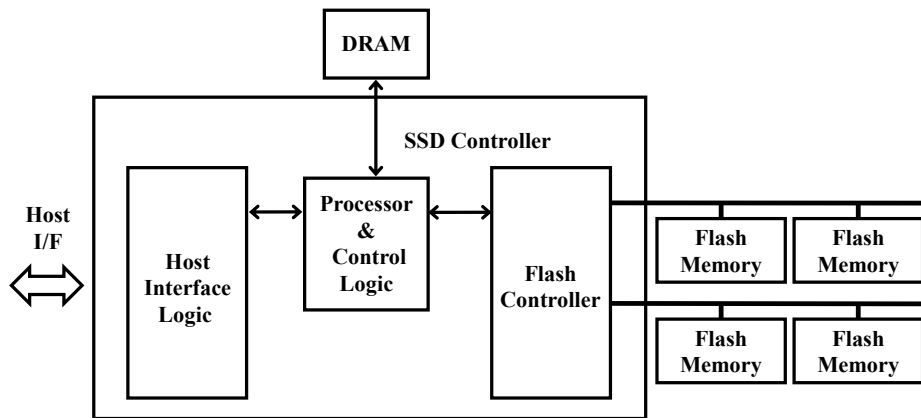 DRAM
SSD Controller
Host
I/F
Host
Interface
Logic
Processor
&
Control
Logic
Flash
Controller
Flash
Memory
Flash
Memory
Flash
Memory
Flash
Memory